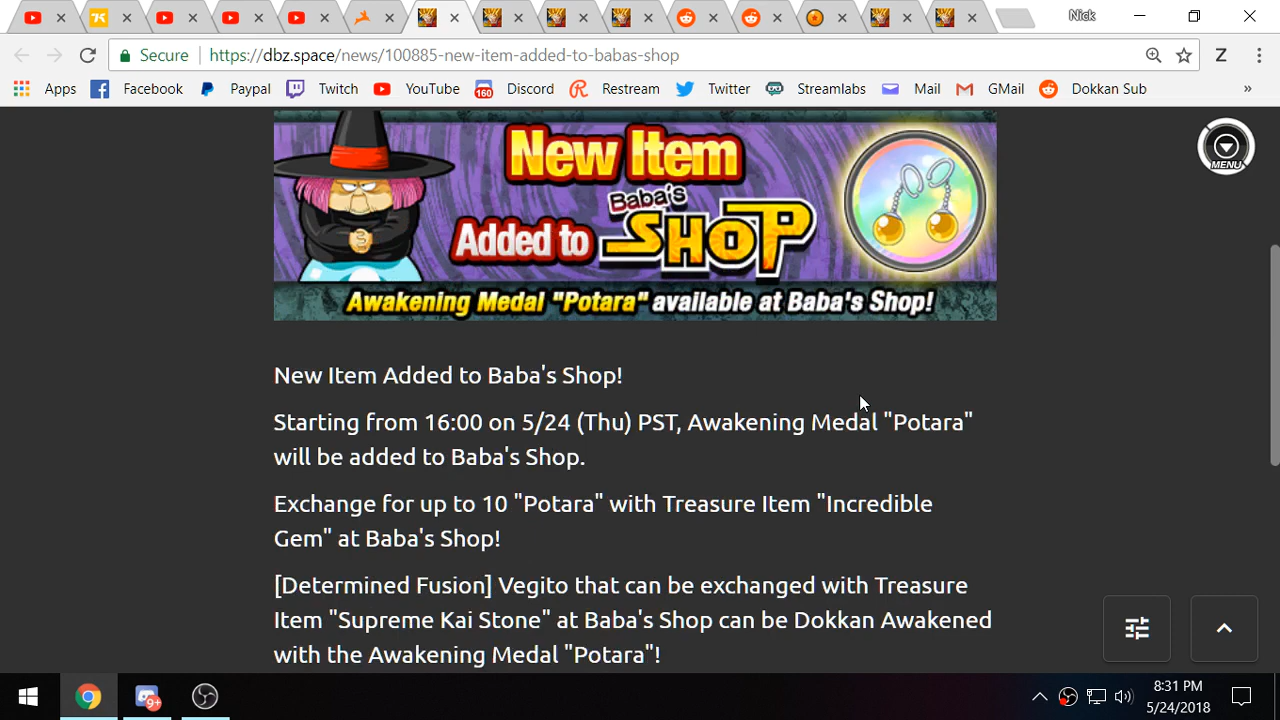 Nick
Secure
https://dbz.space/news/100885-new-item-added-to-babas-shop
Z
Apps Facebook Paypal Twitch YouTube 160 Discord Restream Twitter Streamlabs Mail GMail Dokkan Sub »
New Item
Added to Baba's SHOP
Awakening Medal "Potara" available at Baba's Shop!
MENU
New Item Added to Baba's Shop!
Starting from 16:00 on 5/24 (Thu) PST, Awakening Medal "Potara"
will be added to Baba's Shop.
Exchange for up to 10 "Potara" with Treasure Item "Incredible
Gem" at Baba's Shop!
[Determined Fusion] Vegito that can be exchanged with Treasure
Item "Supreme Kai Stone" at Baba's Shop can be Dokkan Awakened
with the Awakening Medal "Potara"!
9+
8:31 PM
5/24/2018